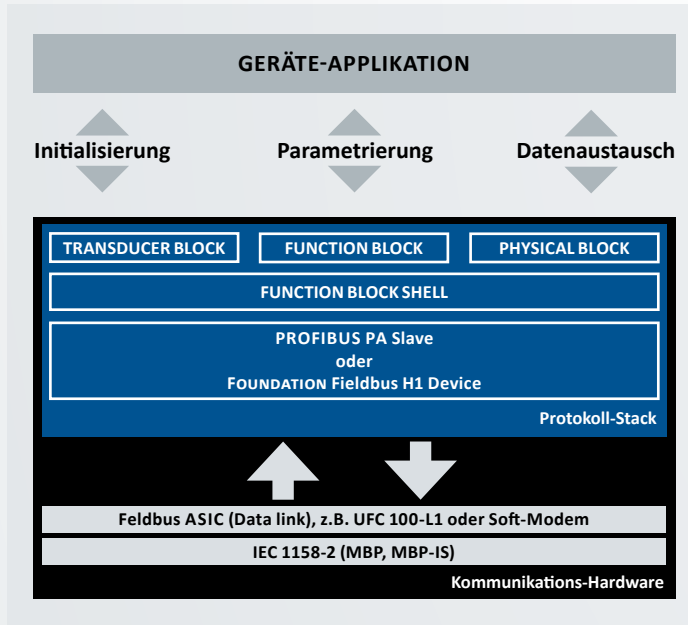 GERÄTE-APPLIKATION
Initialisierung Parametrierung Datenaustausch
TRANSDUCER BLOCK FUNCTION BLOCK PHYSICAL BLOCK
FUNCTION BLOCK SHELL
PROFIBUS PA Slave
oder
FOUNDATION Fieldbus H1 Device
Protokoll-Stack
Feldbus ASIC (Data link), z.B. UFC 100-L1 oder Soft-Modem
IEC 1158-2 (MBP, MBP-IS)
Kommunikations-Hardware